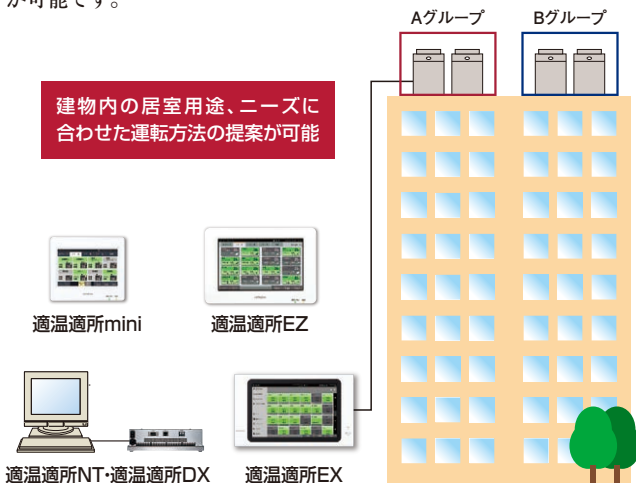 が可能です。
Aグループ
Bグループ
建物内の居室用途、ニーズに
合わせた運転方法の提案が可能
適温適所mini
適温適所EZ
適温適所NT・適温適所DX
適温適所EX